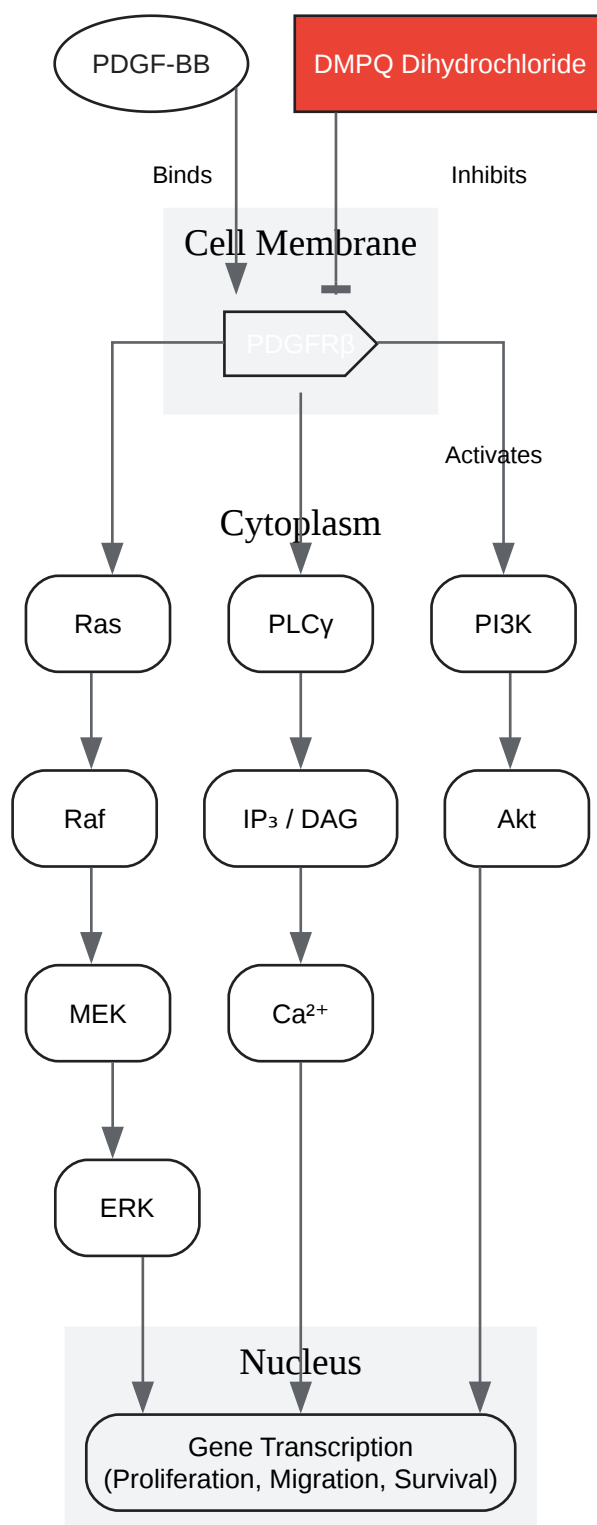 PDGF-BB
DMPQ Dihydrochloride
Binds
Inhibits
Cell Membrane
PDGFRβ
Activates
Cytoplasm
Ras
PLCγ
PI3K
Raf
IP₃ / DAG
Akt
MEK
Ca²⁺
ERK
Nucleus
Gene Transcription
(Proliferation, Migration, Survival)